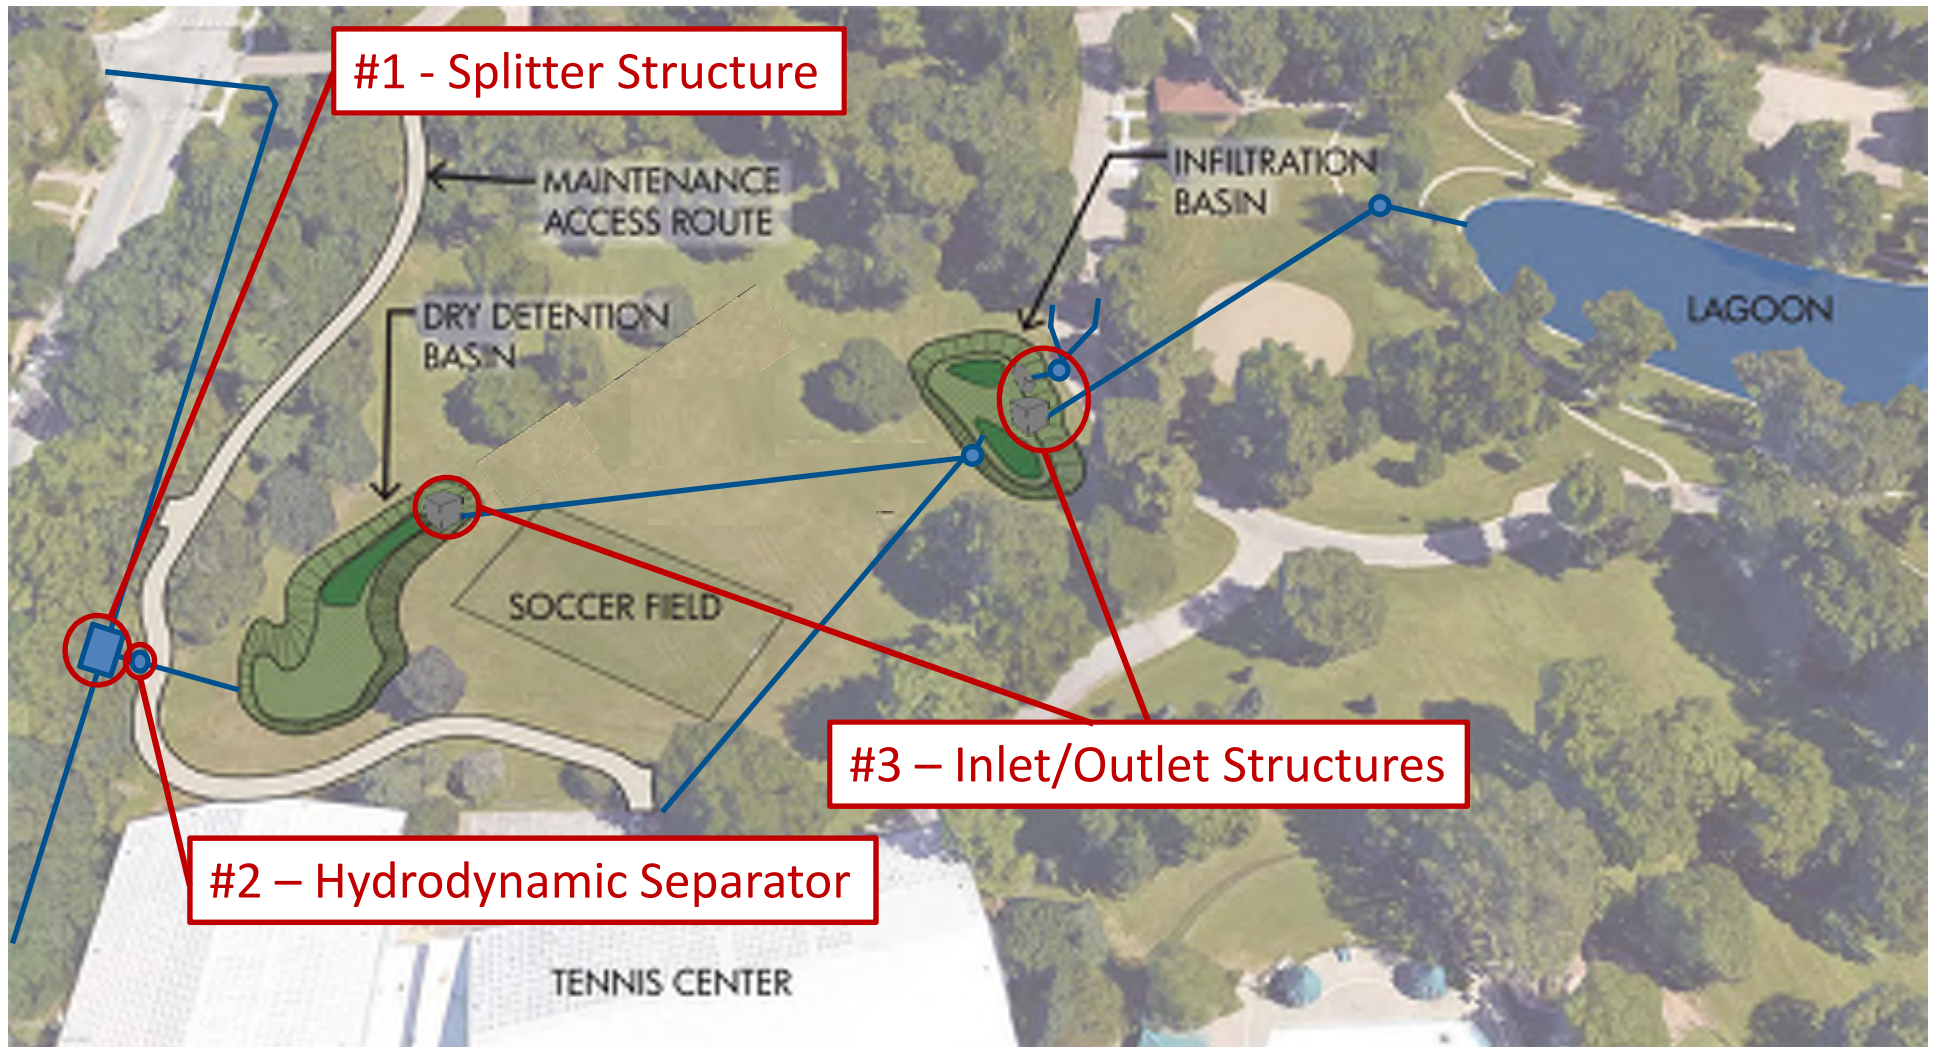 #1 - Splitter Structure
MAINTENANCE
ACCESS ROUTE
INFILTRATION
BASIN
DRY DETENTION
BASIN
LAGOON
SOCCER FIELD
#3 – Inlet/Outlet Structures
#2 – Hydrodynamic Separator
TENNIS CENTER